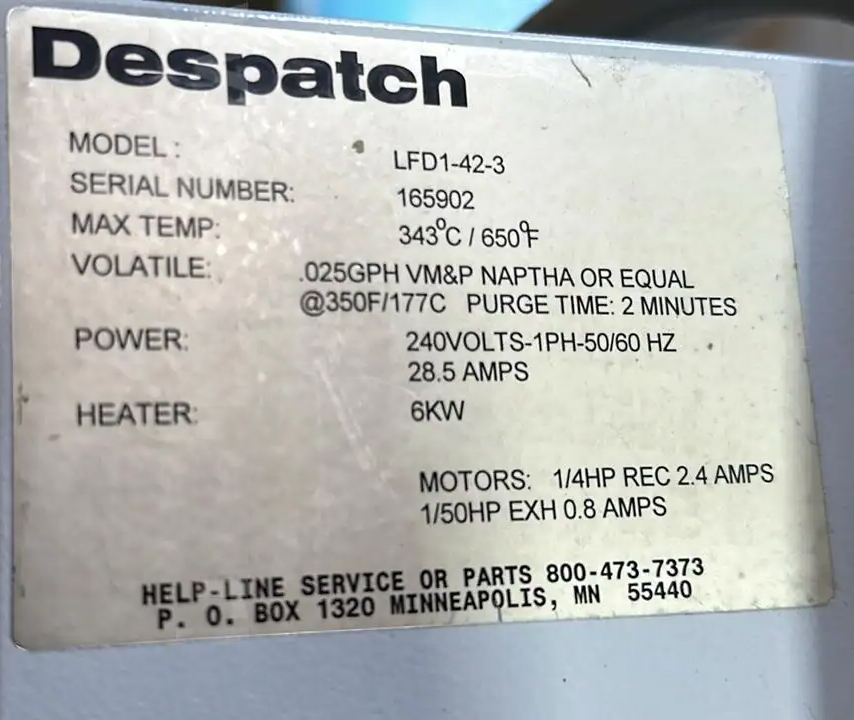 Despatch
MODEL: LFD1-42-3
SERIAL NUMBER: 165902
MAX TEMP: 343°C / 650°F
VOLATILE: .025GPH VM&P NAPTHA OR EQUAL
@350F/177C PURGE TIME: 2 MINUTES
POWER: 240VOLTS-1PH-50/60 HZ
28.5 AMPS
HEATER: 6KW
MOTORS: 1/4HP REC 2.4 AMPS
1/50HP EXH 0.8 AMPS
HELP-LINE SERVICE OR PARTS 800-473-7373
P. O. BOX 1320 MINNEAPOLIS, MN 55440